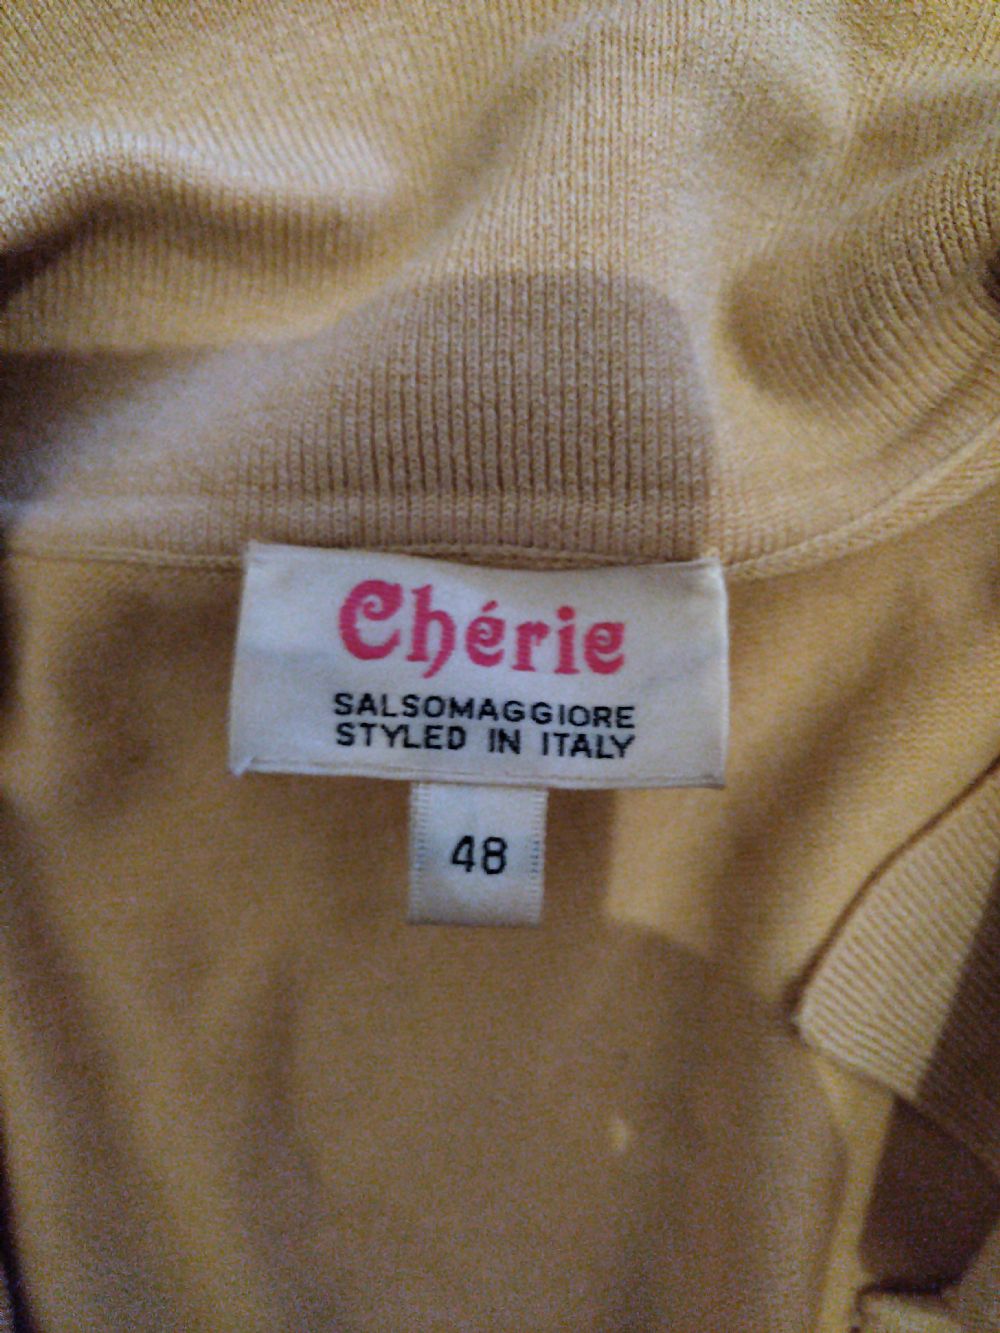 Chérie
SALSOMAGGIORE
STYLED IN ITALY
48